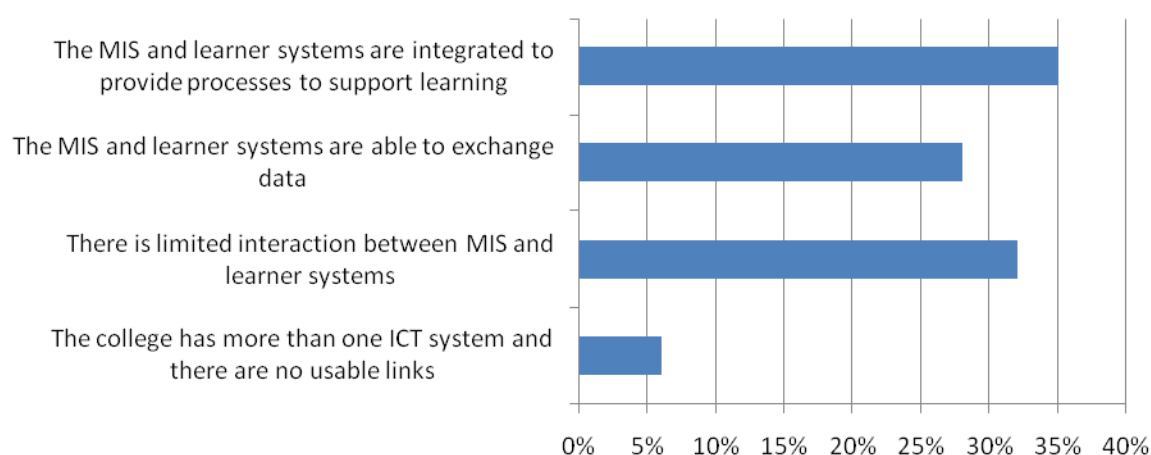 The MIS and learner systems are integrated to
provide processes to support learning
The MIS and learner systems are able to exchange
data
There is limited interaction between MIS and
learner systems
The college has more than one ICT system and
there are no usable links
0% 5% 10% 15% 20% 25% 30% 35% 40%